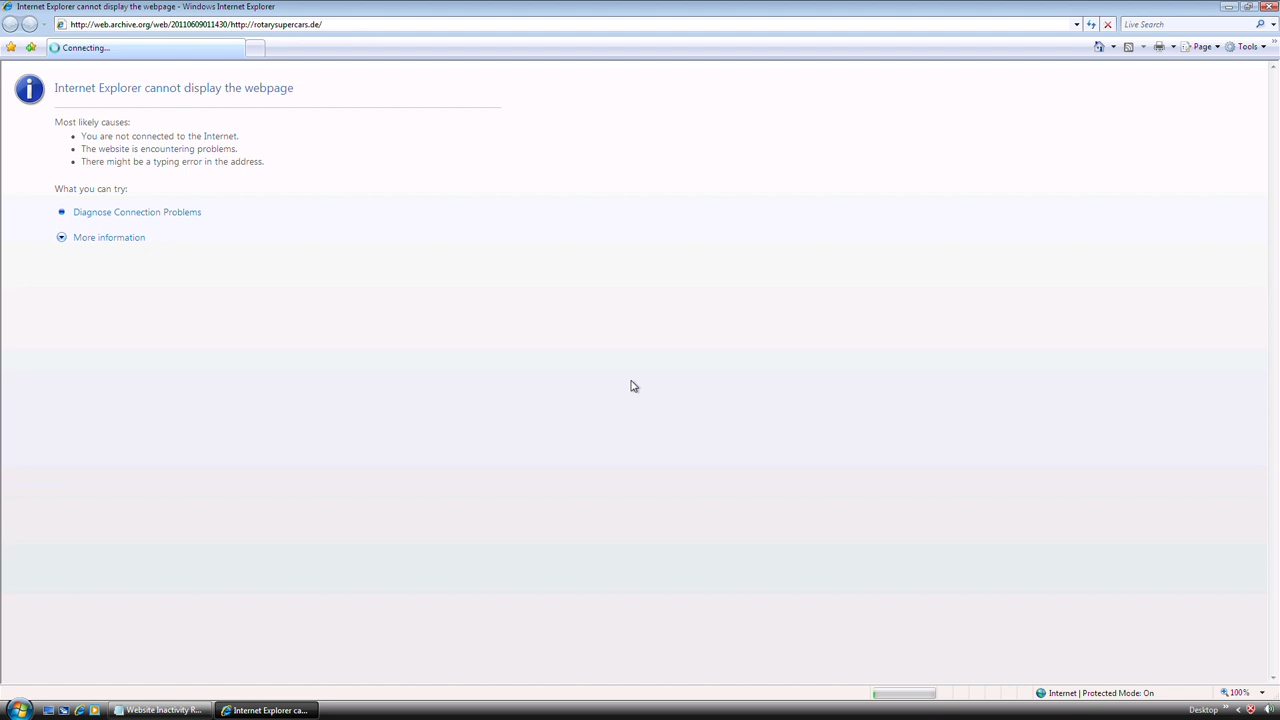 Internet Explorer cannot display the webpage - Windows Internet Explorer
http://web.archive.org/web/20110609011430/http://rotarysupercars.de/
Live Search
Connecting...
Page
Tools
Internet Explorer cannot display the webpage
Most likely causes:
You are not connected to the Internet.
The website is encountering problems.
There might be a typing error in the address.
What you can try:
Diagnose Connection Problems
More information
Internet | Protected Mode: On
100%
Website Inactivity R...
Internet Explorer ca...
Desktop